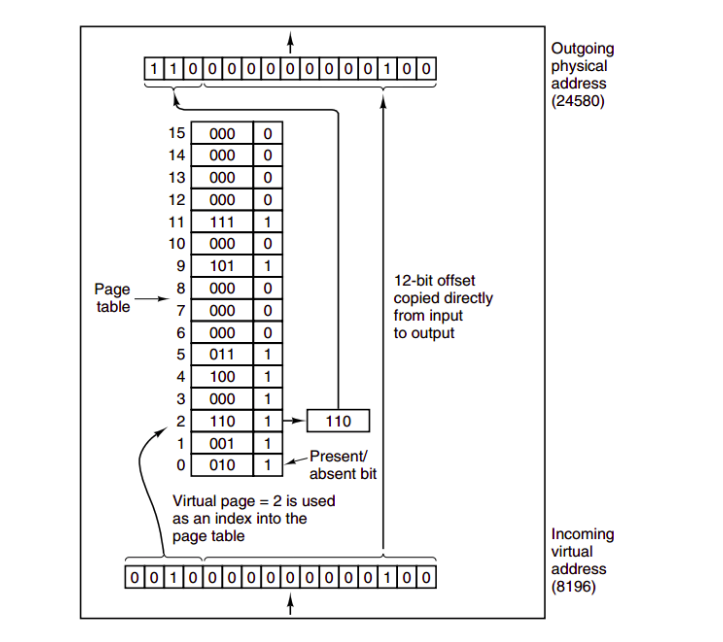 Outgoing
physical
address
(24580)
1 1 0 0 0 0 0 0 0 0 0 0 1 0 0
15 000 0
14 000 0
13 000 0
12 000 0
11 111 1
10 000 0
9 101 1
8 000 0
7 000 0
6 000 0
5 011 1
4 100 1
3 000 1
2 110 1 110
1 001 1
0 010 1
Page
table
12-bit offset
copied directly
from input
to output
Present/
absent bit
Virtual page = 2 is used
as an index into the
page table
0 0 1 0 0 0 0 0 0 0 0 0 0 1 0 0
Incoming
virtual
address
(8196)